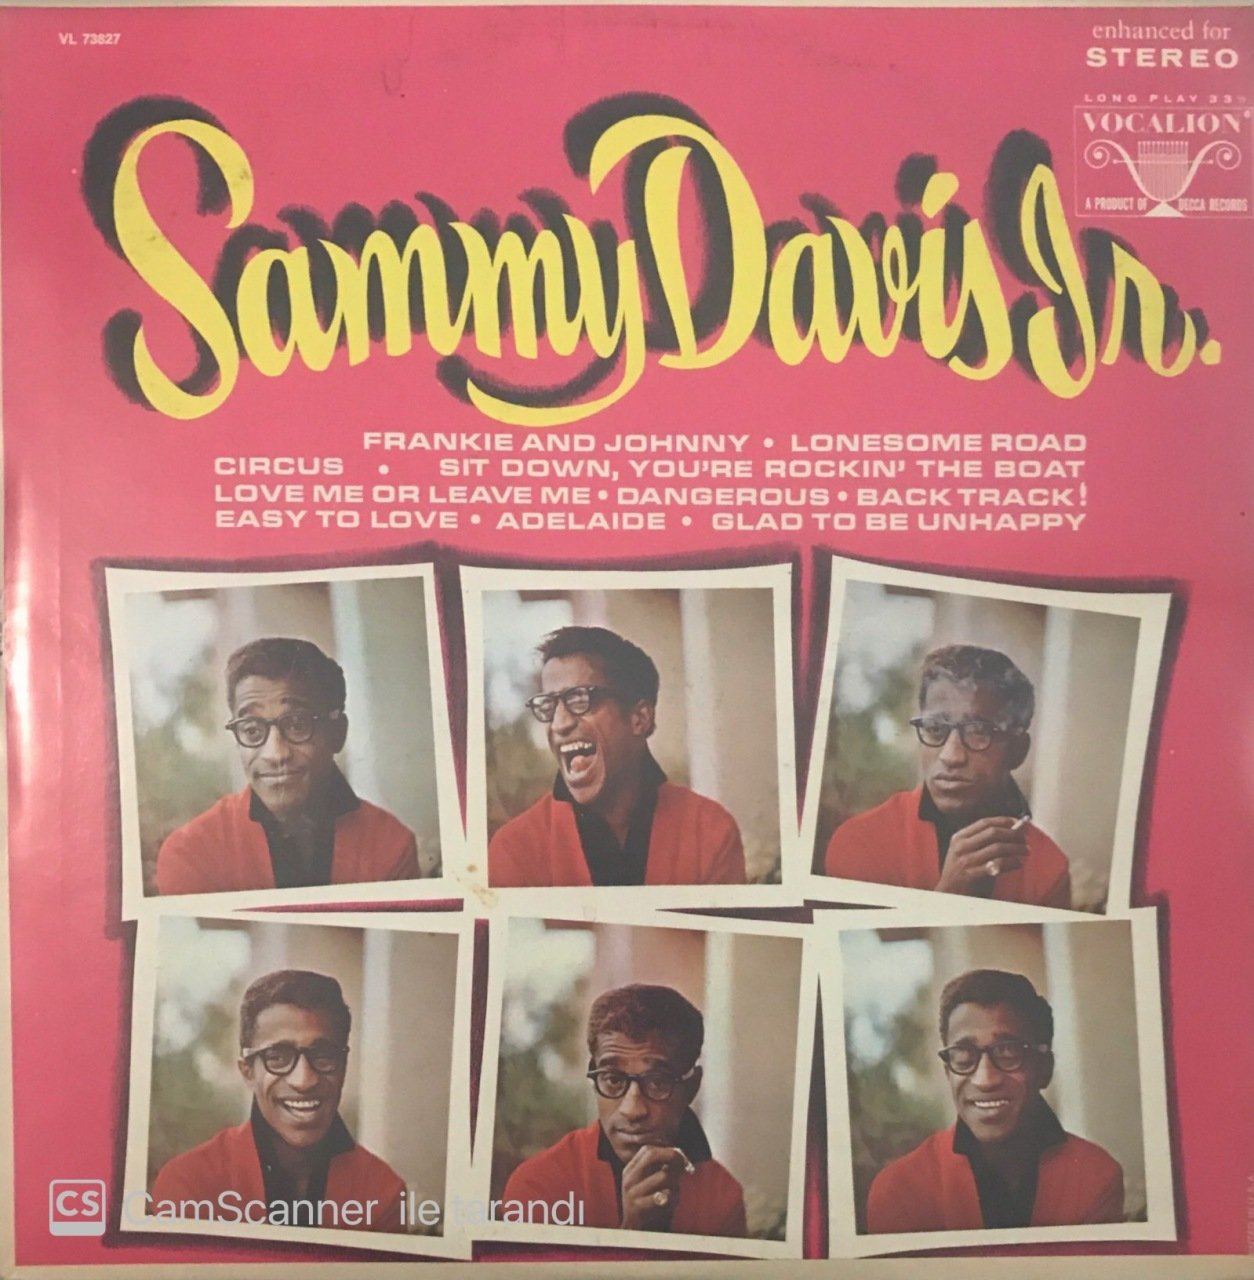 VL 73827
enhanced for
STEREO
LONG PLAY 33⅓
VOCALION®
A PRODUCT OF DECCA RECORDS
Sammy Davis Jr.
FRANKIE AND JOHNNY • LONESOME ROAD
CIRCUS • SIT DOWN, YOU'RE ROCKIN' THE BOAT
LOVE ME OR LEAVE ME • DANGEROUS • BACK TRACK!
EASY TO LOVE • ADELAIDE • GLAD TO BE UNHAPPY
CS CamScanner ile tarandı